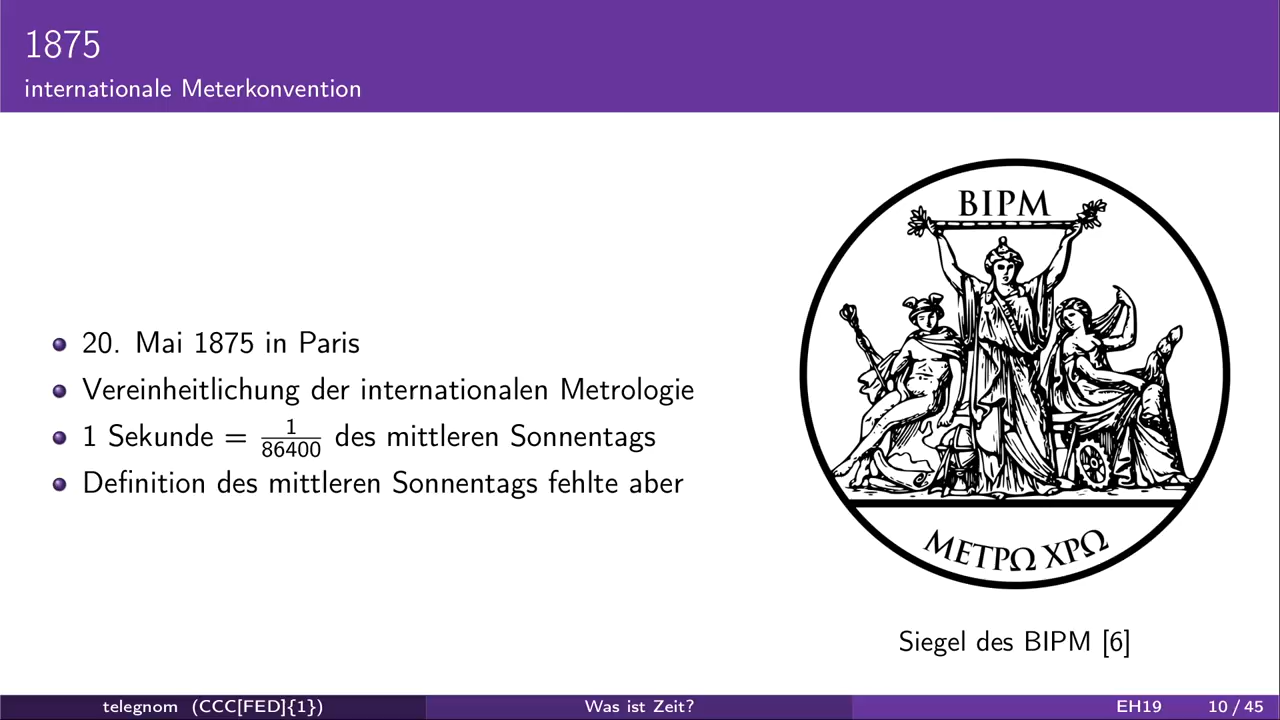 1875
internationale Meterkonvention
20. Mai 1875 in Paris
Vereinheitlichung der internationalen Metrologie
1 Sekunde = 1/86400 des mittleren Sonnentags
Definition des mittleren Sonnentags fehlte aber
BIPM
ΜΕΤΡΩ ΧΡΩ
Siegel des BIPM [6]
telegnom (CCC[FED]{1}) Was ist Zeit? EH19 10 / 45